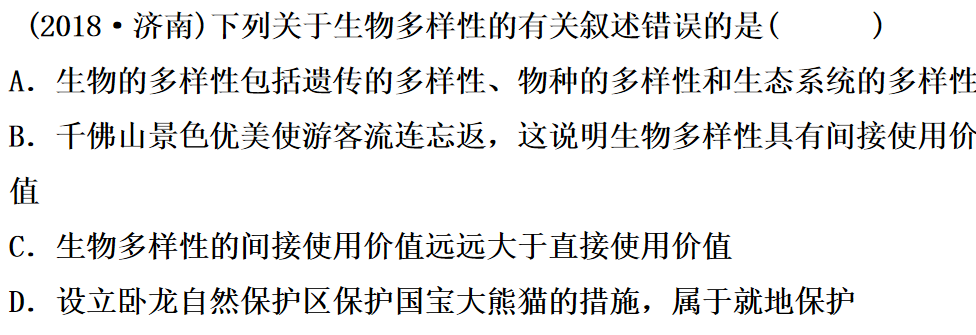 (2018·济南)下列关于生物多样性的有关叙述错误的是(　　)
A．生物的多样性包括遗传的多样性、物种的多样性和生态系统的多样性
B．千佛山景色优美使游客流连忘返，这说明生物多样性具有间接使用价
值
C．生物多样性的间接使用价值远远大于直接使用价值
D．设立卧龙自然保护区保护国宝大熊猫的措施，属于就地保护